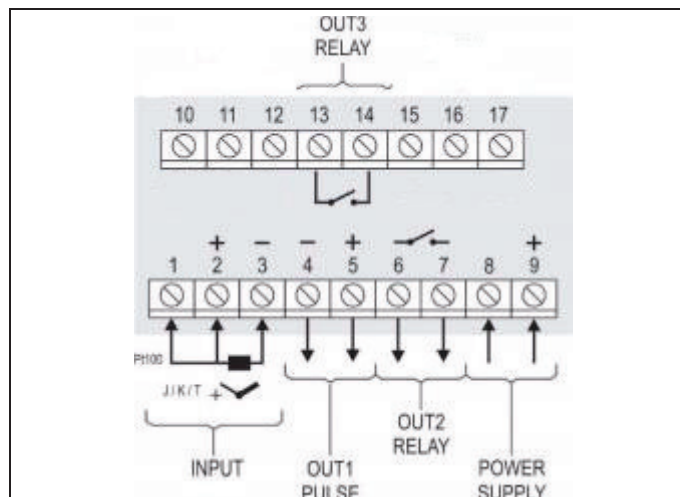 OUT3
RELAY
10 11 12 13 14 15 16 17
+ − − + +
1 2 3 4 5 6 7 8 9
Pt100
J/K/T +
INPUT
OUT1
PULSE
OUT2
RELAY
POWER
SUPPLY